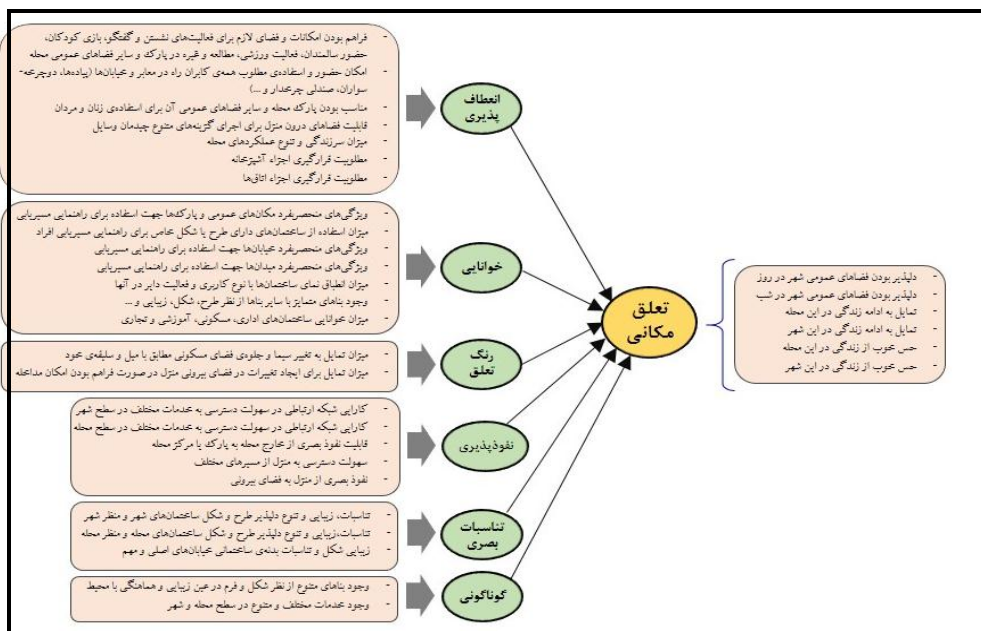 - فراهم بودن امکانات و فضای لازم برای فعالیت‌های نشستن و گفتگو، بازی کودکان،
حضور سالمندان، فعالیت ورزشی، مطالعه و غیره در پارک و سایر فضاهای عمومی محله
- امکان حضور و استفاده‌ی مطلوب همه‌ی کابران راه در معابر و خیابان‌ها (پیاده‌ها، دوچرخه-
سواران، صندلی چرخدار و ...)
- مناسب بودن پارک محله و سایر فضاهای عمومی آن برای استفاده‌ی زنان و مردان
- قابلیت فضاهای درون منزل برای اجرای گزینه‌های متنوع چیدمان وسایل
- میزان سرزندگی و تنوع عملکردهای محله
- مطلوبیت قرارگیری اجزاء آشپزخانه
- مطلوبیت قرارگیری اجزاء اتاق‌ها
انعطاف
پذیری
- ویژگی‌های منحصربفرد مکان‌های عمومی و پارک‌ها جهت استفاده برای راهنمایی مسیریابی
- میزان استفاده از ساختمان‌های دارای طرح یا شکل خاص برای راهنمایی مسیریابی افراد
- ویژگی‌های منحصربفرد خیابان‌ها جهت استفاده برای راهنمایی مسیریابی
- ویژگی‌های منحصربفرد میدان‌ها جهت استفاده برای راهنمایی مسیریابی
- میزان انطباق نمای ساختمان‌ها با نوع کاربری و فعالیت دایر در آنها
- وجود بناهای متمایز با سایر بناها از نظر طرح، شکل، زیبایی و ...
- میزان خوانایی ساختمان‌های اداری، مسکونی، آموزشی و تجاری
خوانایی
- میزان تمایل به تغییر سیما و جلوه‌ی فضای مسکونی مطابق با میل و سلیقه‌ی خود
- میزان تمایل برای ایجاد تغییرات در فضای بیرونی منزل در صورت فراهم بودن امکان مداخله
رنگ
تعلق
- کارایی شبکه ارتباطی در سهولت دسترسی به خدمات مختلف در سطح شهر
- کارایی شبکه ارتباطی در سهولت دسترسی به خدمات مختلف در سطح محله
- قابلیت نفوذ بصری از خارج محله به پارک یا مرکز محله
- سهولت دسترسی به منزل از مسیرهای مختلف
- نفوذ بصری از منزل به فضای بیرونی
نفوذپذیری
- تناسبات، زیبایی و تنوع دلپذیر طرح و شکل ساختمان‌های شهر و منظر شهر
- تناسبات،زیبایی و تنوع دلپذیر طرح و شکل ساختمان‌های محله و منظر محله
- زیبایی شکل و تناسبات بدنه‌ی ساختمانی خیابان‌های اصلی و مهم
تناسبات
بصری
- وجود بناهای متنوع از نظر شکل و فرم در عین زیبایی و هماهنگی با محیط
- وجود خدمات مختلف و متنوع در سطح محله و شهر
گوناگونی
تعلق
مکانی
- دلپذیر بودن فضاهای عمومی شهر در روز
- دلپذیر بودن فضاهای عمومی شهر در شب
- تمایل به ادامه زندگی در این محله
- تمایل به ادامه زندگی در این شهر
- حس خوب از زندگی در این محله
- حس خوب از زندگی در این شهر